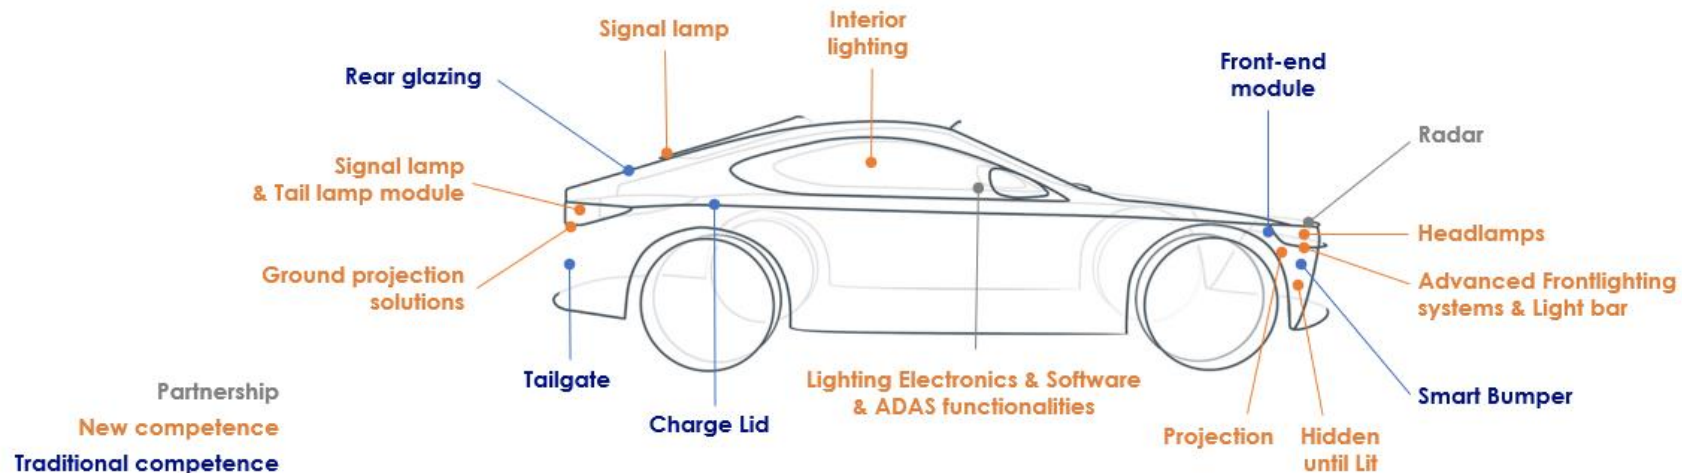 Signal lamp
Interior
lighting
Rear glazing
Front-end
module
Radar
Signal lamp
& Tail lamp module
Headlamps
Ground projection
solutions
Advanced Frontlighting
systems & Light bar
Tailgate
Lighting Electronics & Software
& ADAS functionalities
Smart Bumper
Charge Lid
Projection
Hidden
until Lit
Partnership
New competence
Traditional competence